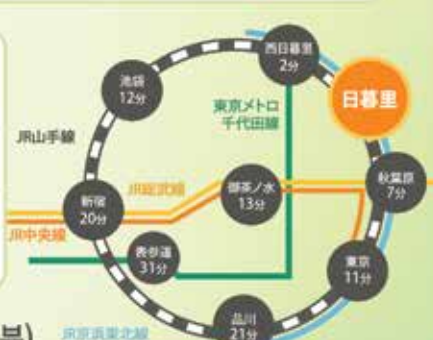 西日暮里
2分
日暮里
池袋
12分
東京メトロ
千代田線
JR山手線
秋葉原
7分
JR総武線
御茶ノ水
13分
新宿
20分
JR中央線
表参道
31分
東京
11分
品川
21分
JR京浜東北線